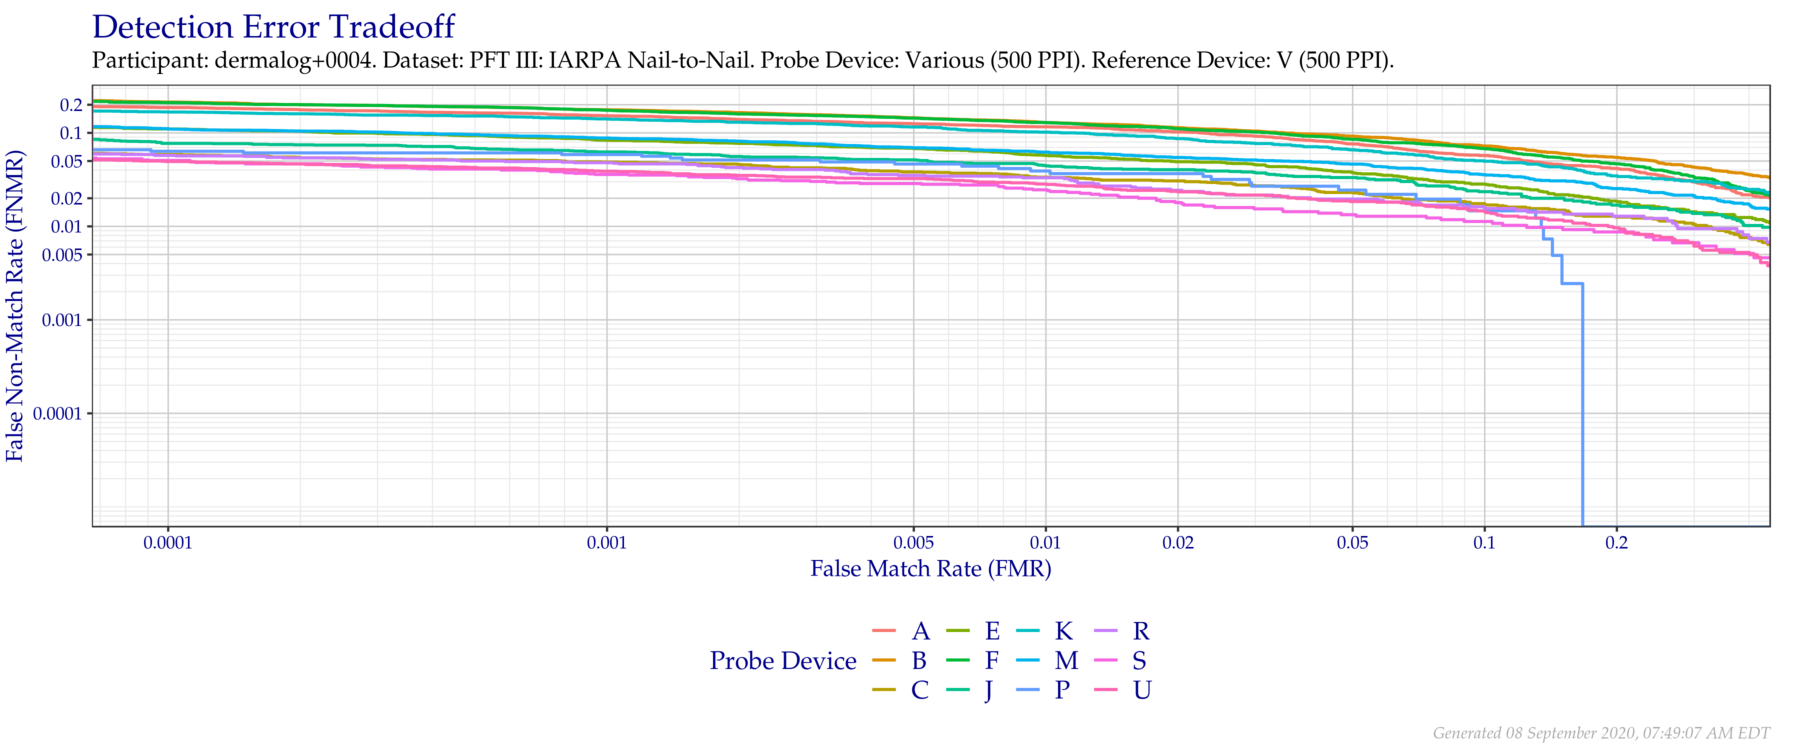 Detection Error Tradeoff
Participant: dermalog+0004. Dataset: PFT III: IARPA Nail-to-Nail. Probe Device: Various (500 PPI). Reference Device: V (500 PPI).
False Non-Match Rate (FNMR)
0.2
0.1
0.05
0.02
0.01
0.005
0.001
0.0001
0.0001 0.001 0.005 0.01 0.02 0.05 0.1 0.2
False Match Rate (FMR)
Probe Device
A E K R
B F M S
C J P U
Generated 08 September 2020, 07:49:07 AM EDT